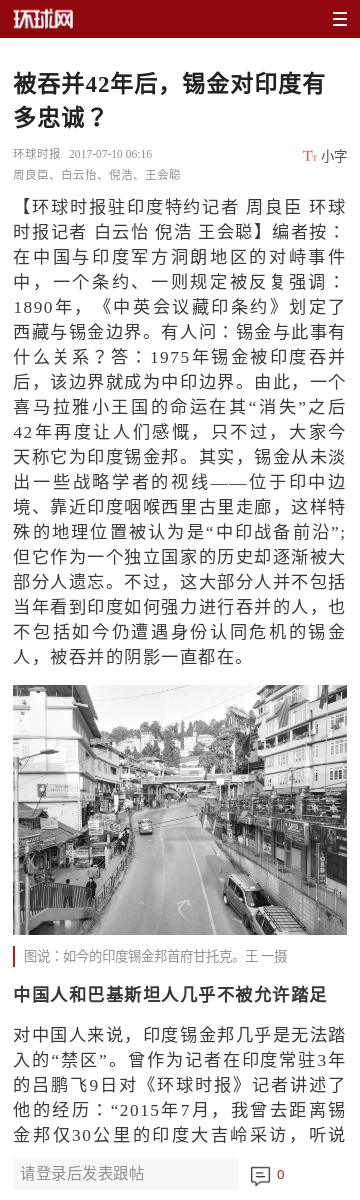 环球网
被吞并42年后，锡金对印度有
多忠诚？
环球时报 2017-07-10 06:16
TT 小字
周良臣、白云怡、倪浩、王会聪
【环球时报驻印度特约记者 周良臣 环球
时报记者 白云怡 倪浩 王会聪】编者按：
在中国与印度军方洞朗地区的对峙事件
中，一个条约、一则规定被反复强调：
1890年，《中英会议藏印条约》划定了
西藏与锡金边界。有人问：锡金与此事有
什么关系？答：1975年锡金被印度吞并
后，该边界就成为中印边界。由此，一个
喜马拉雅小王国的命运在其“消失”之后
42年再度让人们感慨，只不过，大家今
天称它为印度锡金邦。其实，锡金从未淡
出一些战略学者的视线——位于印中边
境、靠近印度咽喉西里古里走廊，这样特
殊的地理位置被认为是“中印战备前沿”;
但它作为一个独立国家的历史却逐渐被大
部分人遗忘。不过，这大部分人并不包括
当年看到印度如何强力进行吞并的人，也
不包括如今仍遭遇身份认同危机的锡金
人，被吞并的阴影一直都在。
图说：如今的印度锡金邦首府甘托克。王 一摄
中国人和巴基斯坦人几乎不被允许踏足
对中国人来说，印度锡金邦几乎是无法踏
入的“禁区”。曾作为记者在印度常驻3年
的吕鹏飞9日对《环球时报》记者讲述了
他的经历：“2015年7月，我曾去距离锡
金邦仅30公里的印度大吉岭采访，听说
请登录后发表跟帖
0